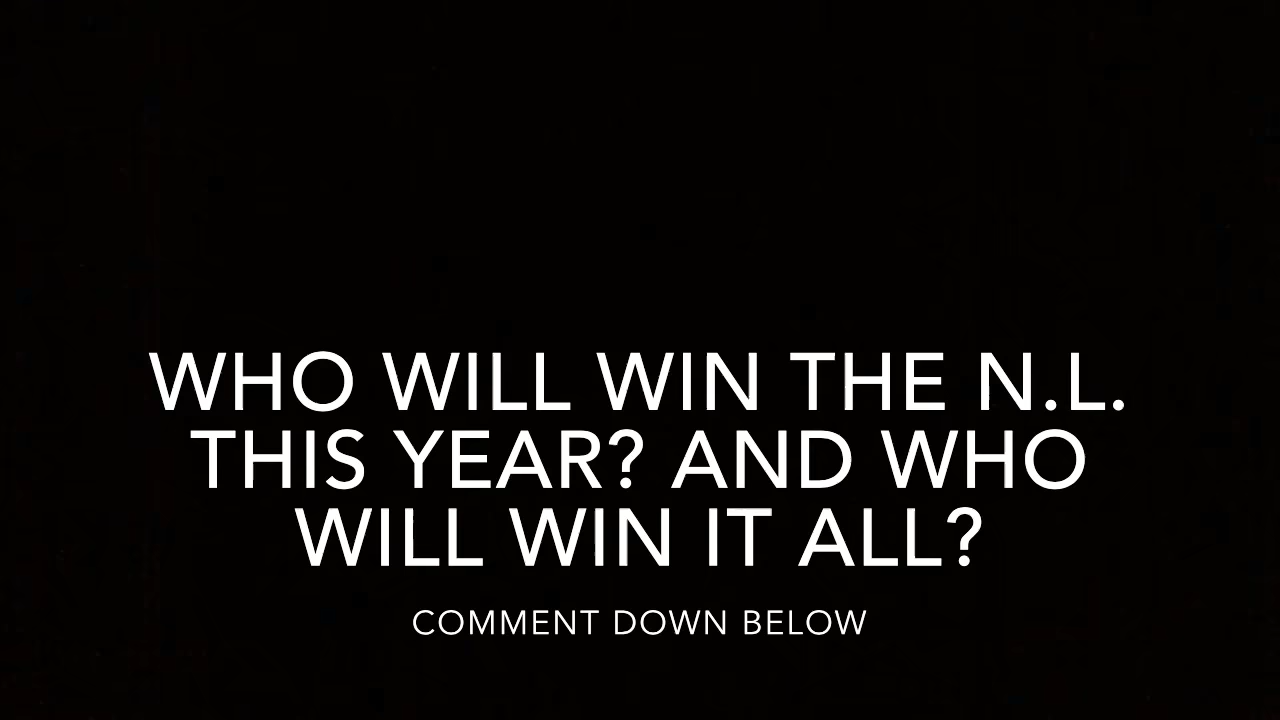 WHO WILL WIN THE N.L.
THIS YEAR? AND WHO
WILL WIN IT ALL?
COMMENT DOWN BELOW